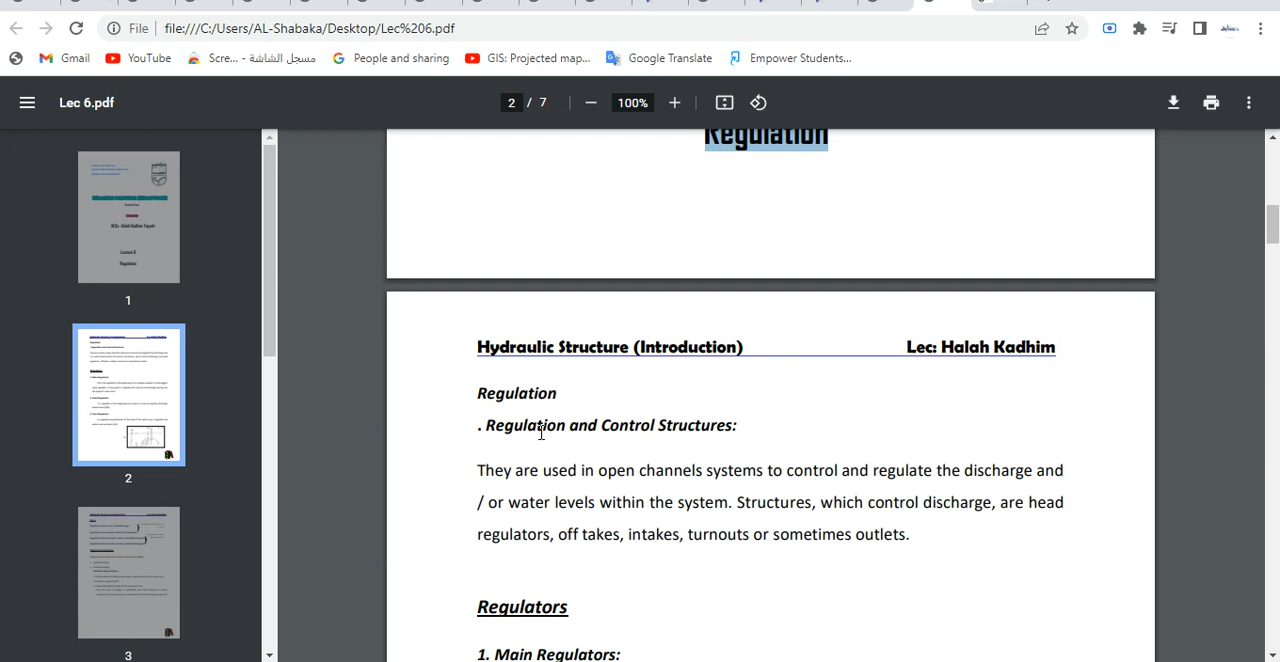 File | file:///C:/Users/AL-Shabaka/Desktop/Lec%206.pdf
Gmail YouTube Scre... - مسجل الشاشة People and sharing GIS: Projected map... Google Translate Empower Students...
Lec 6.pdf 2 / 7 100%
Regulation
Hydraulic Structure (Introduction) Lec: Halah Kadhim
Regulation
. Regulation and Control Structures:
They are used in open channels systems to control and regulate the discharge and
/ or water levels within the system. Structures, which control discharge, are head
regulators, off takes, intakes, turnouts or sometimes outlets.
Regulators
1. Main Regulators:
1
2
3